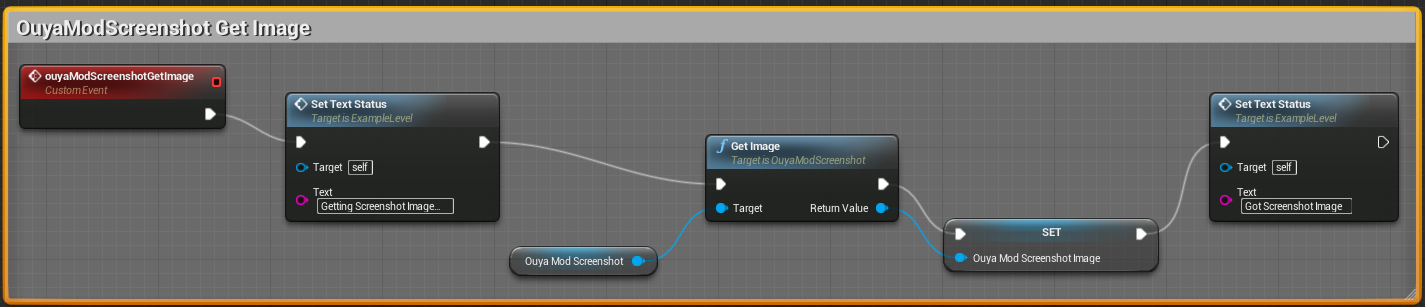 OuyaModScreenshot Get Image
ouyaModScreenshotGetImage
Custom Event
Set Text Status
Target is ExampleLevel
Target self
Text
Getting Screenshot Image...
Ouya Mod Screenshot
f Get Image
Target is OuyaModScreenshot
Target Return Value
SET
Ouya Mod Screenshot Image
Set Text Status
Target is ExampleLevel
Target self
Text
Got Screenshot Image